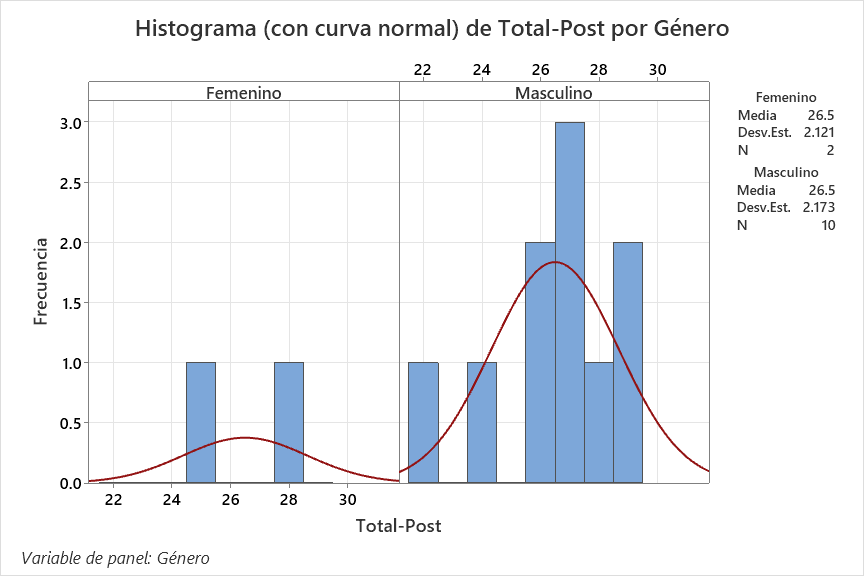 Histograma (con curva normal) de Total-Post por Género
22 24 26 28 30
Femenino Masculino
3.0
2.5
2.0
1.5
1.0
0.5
0.0
Frecuencia
22 24 26 28 30
Total-Post
Femenino
Media 26.5
Desv.Est. 2.121
N 2
Masculino
Media 26.5
Desv.Est. 2.173
N 10
Variable de panel: Género